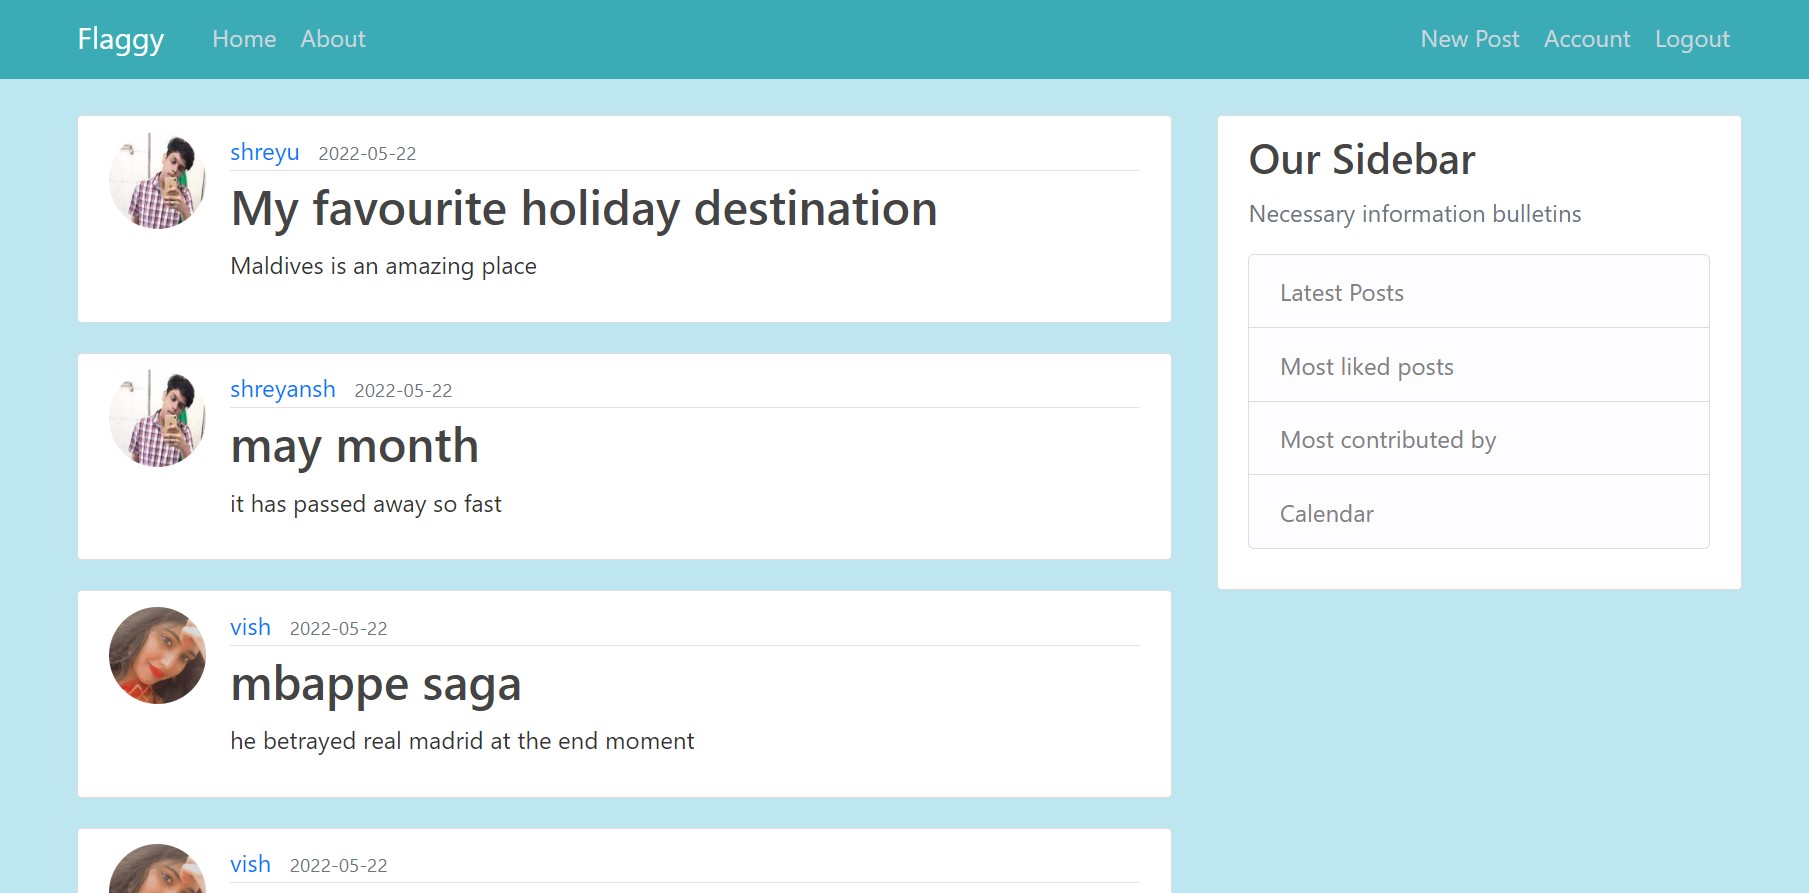 Flaggy Home About New Post Account Logout
shreyu 2022-05-22
My favourite holiday destination
Maldives is an amazing place
shreyansh 2022-05-22
may month
it has passed away so fast
vish 2022-05-22
mbappe saga
he betrayed real madrid at the end moment
vish 2022-05-22
Our Sidebar
Necessary information bulletins
Latest Posts
Most liked posts
Most contributed by
Calendar